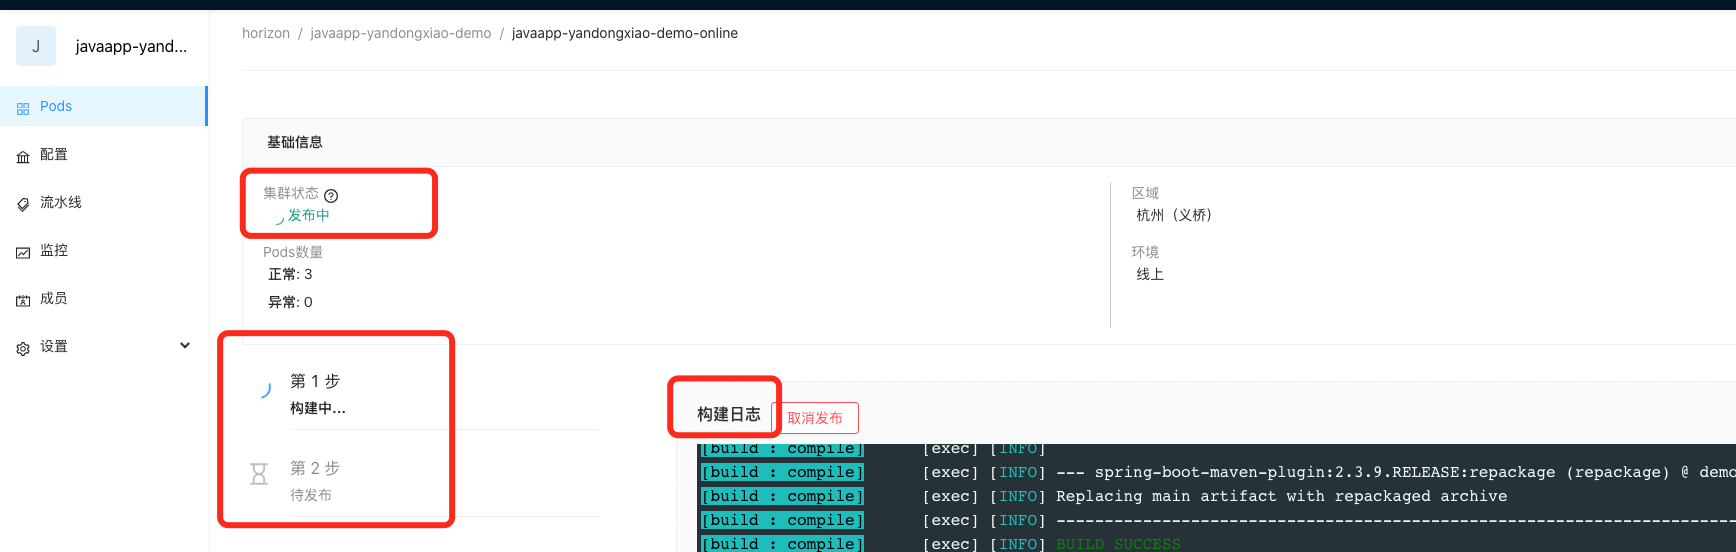 J
javaapp-yand...
Pods
配置
流水线
监控
成员
设置
horizon / javaapp-yandongxiao-demo / javaapp-yandongxiao-demo-online
基础信息
集群状态 ?
发布中
Pods数量
正常: 3
异常: 0
区域
杭州（义桥）
环境
线上
第 1 步
构建中...
第 2 步
待发布
构建日志
取消发布
[build : compile] [exec] [INFO]
[build : compile] [exec] [INFO] --- spring-boot-maven-plugin:2.3.9.RELEASE:repackage (repackage) @ demo
[build : compile] [exec] [INFO] Replacing main artifact with repackaged archive
[build : compile] [exec] [INFO] ------------------------------------------------------------------------
[build : compile] [exec] [INFO] BUILD SUCCESS